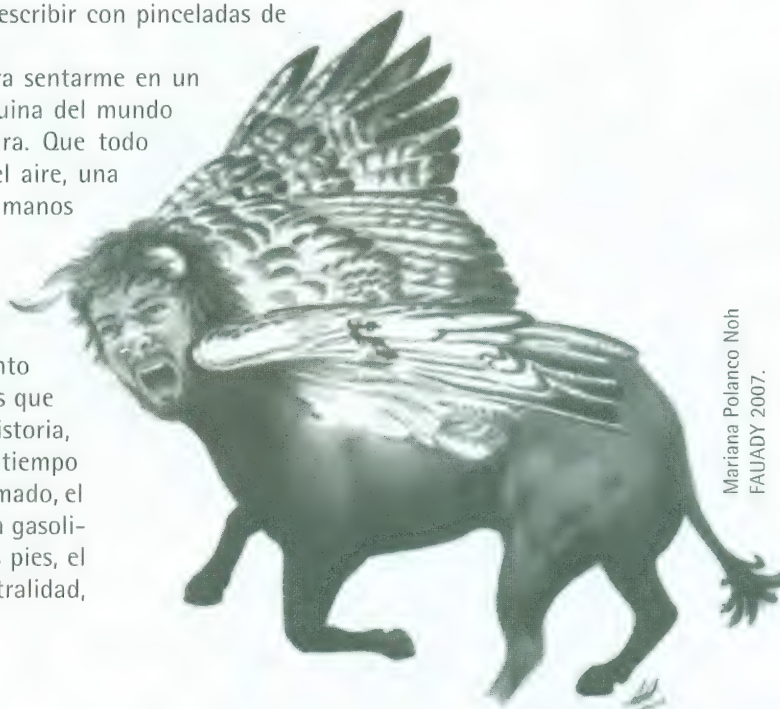 escribir con pinceladas de
ra sentarme en un
uina del mundo
ra. Que todo
el aire, una
manos
nto
s que
istoria,
tiempo
mado, el
a gasoli-
s pies, el
tralidad,
Mariana Polanco Noh
FAUADY 2007.